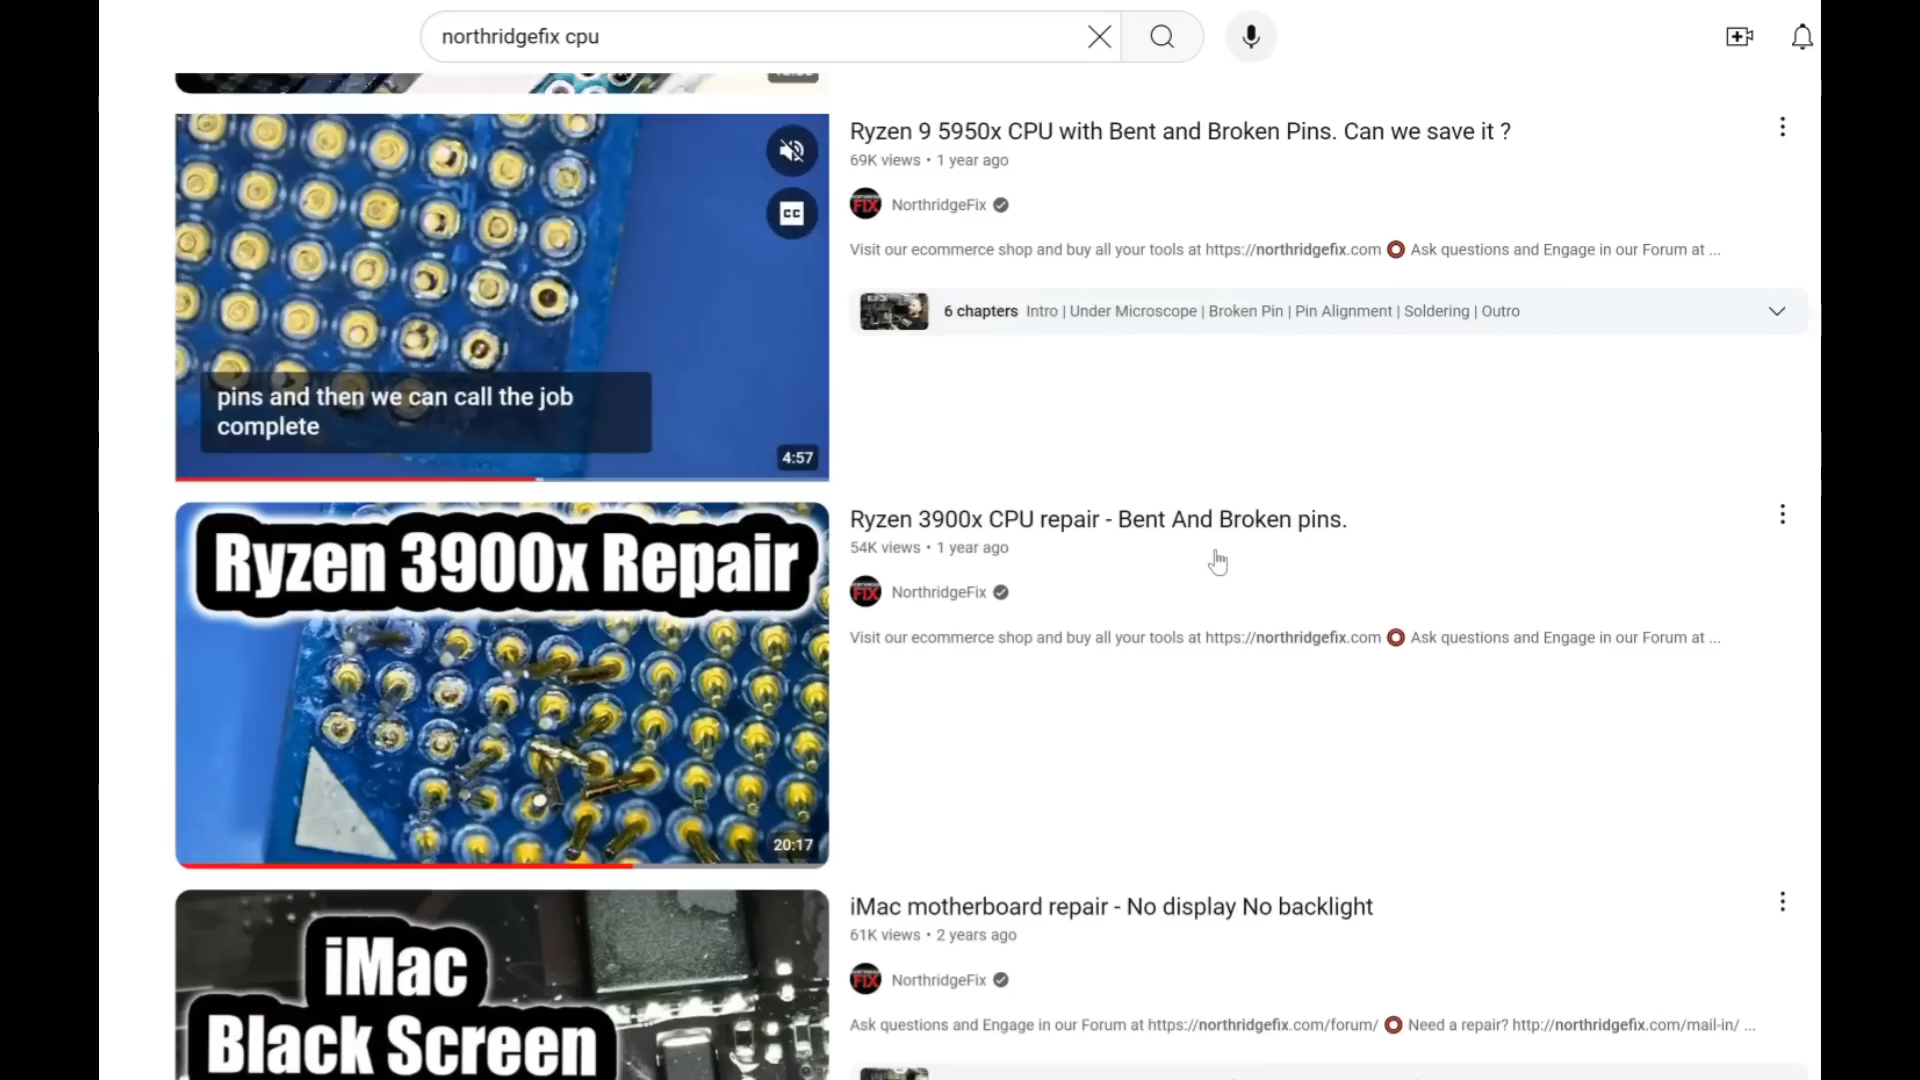 northridgefix cpu
Ryzen 9 5950x CPU with Bent and Broken Pins. Can we save it ?
69K views • 1 year ago
FIX NorthridgeFix
Visit our ecommerce shop and buy all your tools at https://northridgefix.com ⭕ Ask questions and Engage in our Forum at ...
6 chapters Intro | Under Microscope | Broken Pin | Pin Alignment | Soldering | Outro
CC
pins and then we can call the job
complete
4:57
Ryzen 3900x Repair
20:17
Ryzen 3900x CPU repair - Bent And Broken pins.
54K views • 1 year ago
FIX NorthridgeFix
Visit our ecommerce shop and buy all your tools at https://northridgefix.com ⭕ Ask questions and Engage in our Forum at ...
iMac
Black Screen
iMac motherboard repair - No display No backlight
61K views • 2 years ago
FIX NorthridgeFix
Ask questions and Engage in our Forum at https://northridgefix.com/forum/ ⭕ Need a repair? http://northridgefix.com/mail-in/ ...